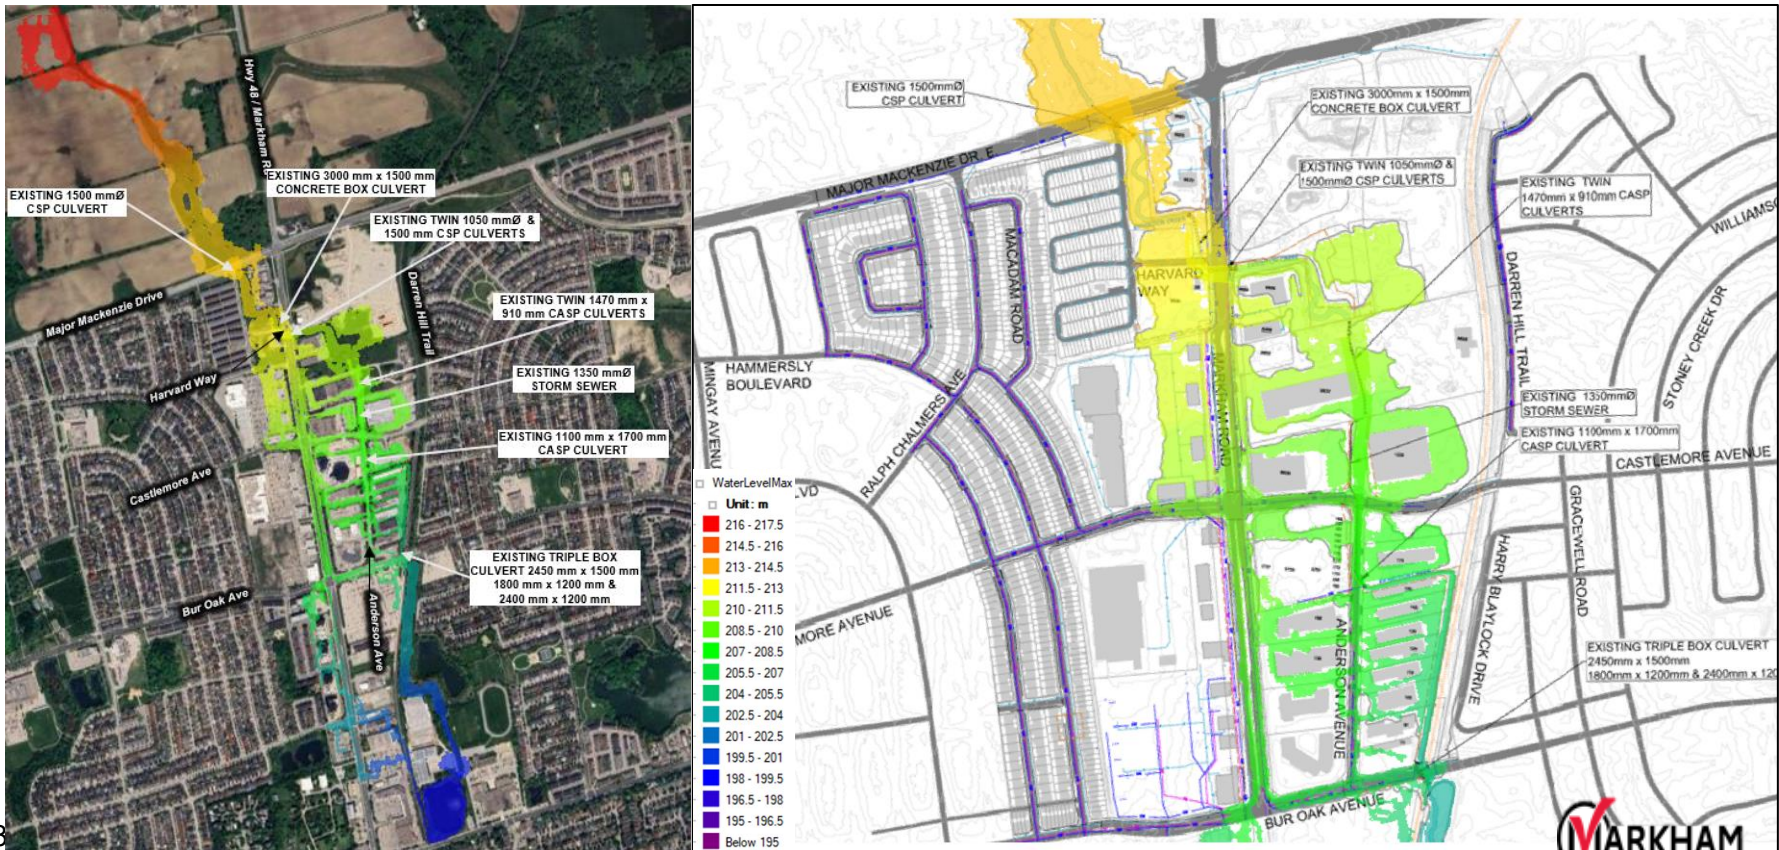 Hwy 48 / Markham R
EXISTING 1500 mmØ
CSP CULVERT
EXISTING 3000 mm x 1500 mm
CONCRETE BOX CULVERT
EXISTING TWIN 1050 mmØ &
1500 mm CSP CULVERTS
Major Mackenzie Drive
Darren Hill Trail
EXISTING TWIN 1470 mm x
910 mm CASP CULVERTS
Harvard Way
EXISTING 1350 mmØ
STORM SEWER
EXISTING 1100 mm x 1700 mm
CASP CULVERT
Castlemore Ave
EXISTING TRIPLE BOX
CULVERT 2450 mm x 1500 mm
1800 mm x 1200 mm &
2400 mm x 1200 mm
Bur Oak Ave
Anderson Ave
EXISTING 1500mmØ
CSP CULVERT
EXISTING 3000mm x 1500mm
CONCRETE BOX CULVERT
MAJOR MACKENZIE DR. E
EXISTING TWIN 1050mmØ &
1500mmØ CSP CULVERTS
EXISTING TWIN
1470mm x 910mm CASP
CULVERTS
WILLIAMS
MACADAM ROAD
HARVARD
WAY
DARREN HILL TRAIL
STONEY CREEK DR
HAMMERSLY
BOULEVARD
MINGAY AVENU
RALPH CHALMERS AVE
MARKHAM ROAD
EXISTING 1350mmØ
STORM SEWER
EXISTING 1100mm x 1700mm
CASP CULVERT
CASTLEMORE AVENUE
LVD
GRACEWELL ROAD
HARRY BLAYLOCK DRIVE
MORE AVENUE
ANDERSON AVENUE
EXISTING TRIPLE BOX CULVERT
2450mm x 1500mm
1800mm x 1200mm & 2400mm x 120
BUR OAK AVENUE
WaterLevelMax
Unit: m
216 - 217.5
214.5 - 216
213 - 214.5
211.5 - 213
210 - 211.5
208.5 - 210
207 - 208.5
205.5 - 207
204 - 205.5
202.5 - 204
201 - 202.5
199.5 - 201
198 - 199.5
196.5 - 198
195 - 196.5
Below 195
MARKHAM